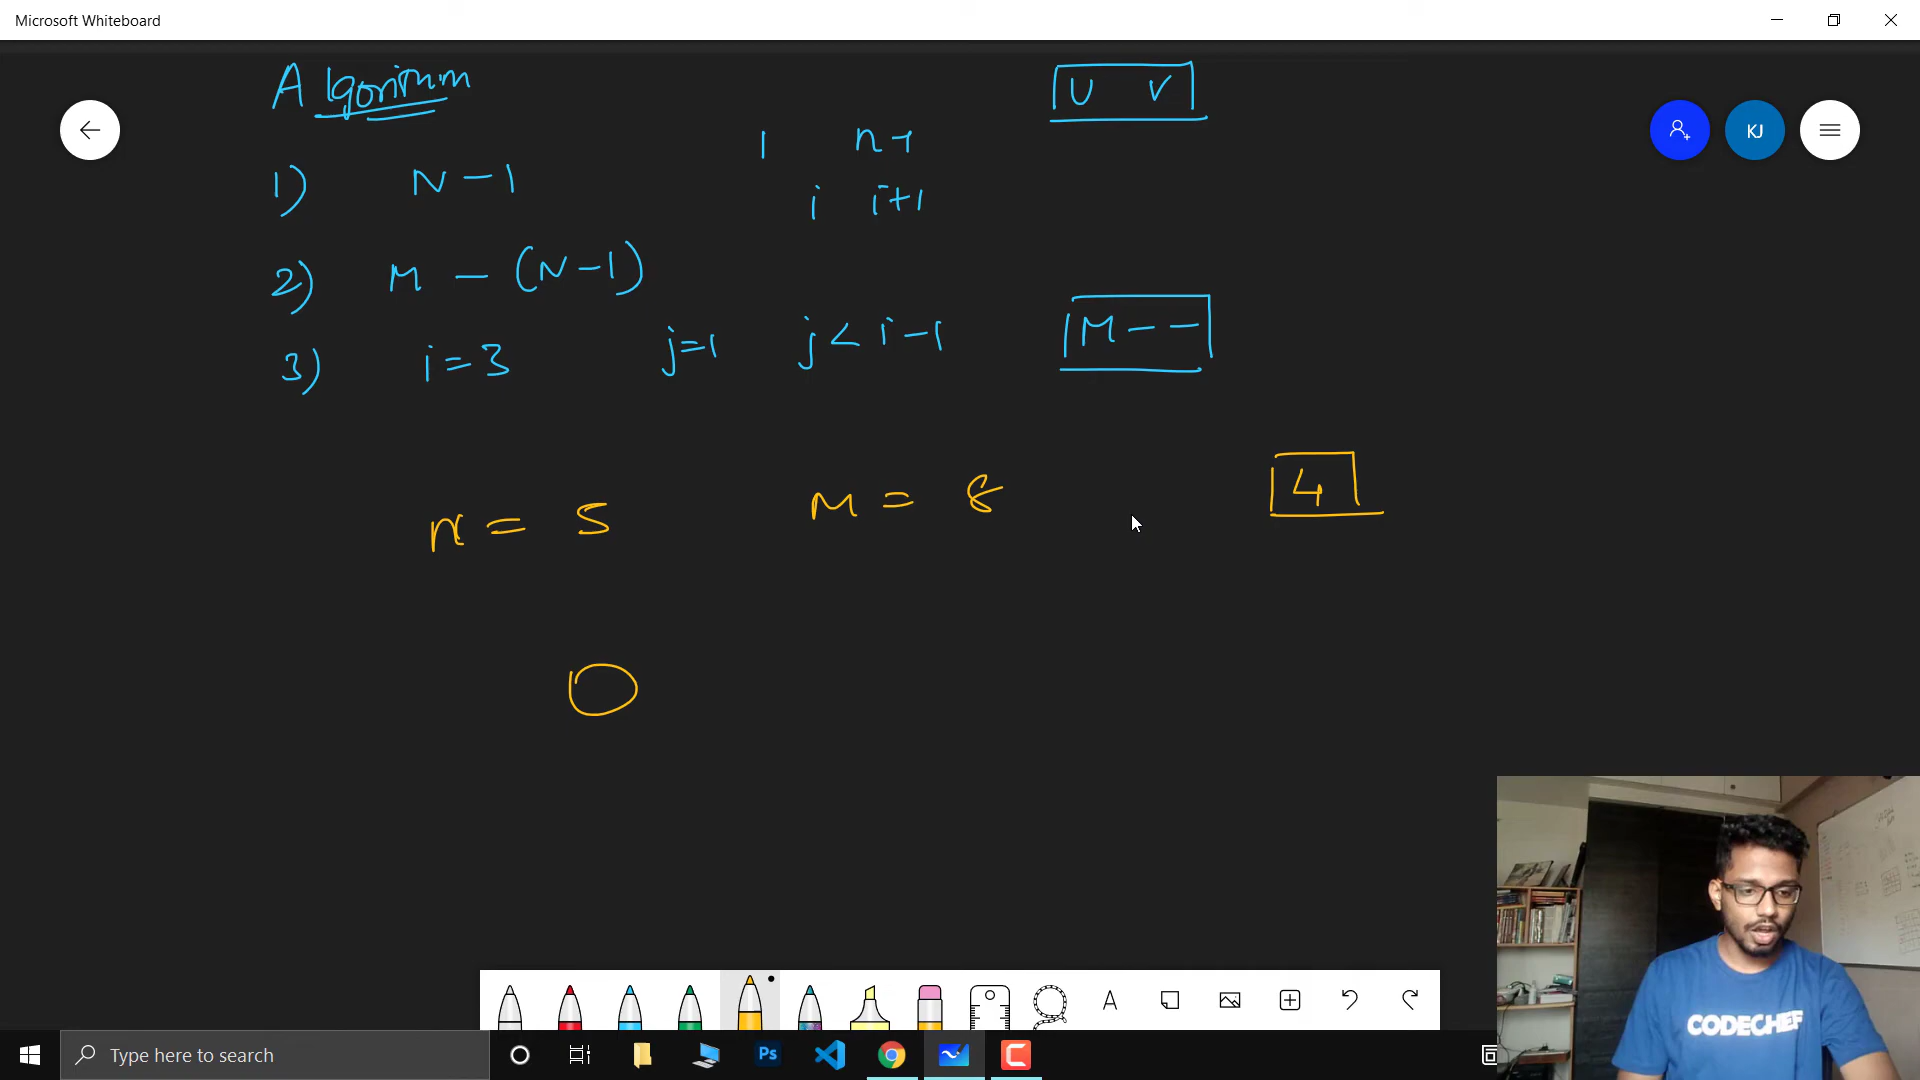 Microsoft Whiteboard
Algorithm
U V
1 n-1
1) N-1
i i+1
KJ
2) M - (N-1)
3) i=3 j=1 j < i-1 M--
n = 5 M = 8 4
CODECHEF
A
Type here to search
Ps